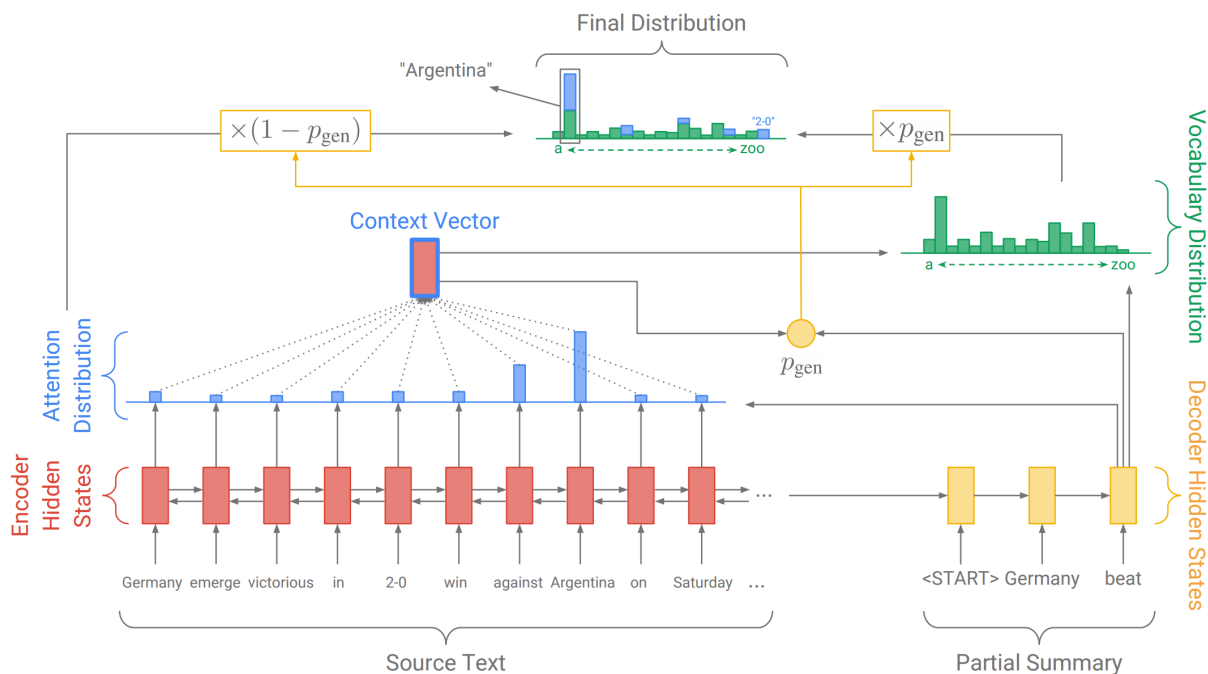 Final Distribution
"Argentina"
×(1 − p_gen)
"2-0"
×p_gen
a
zoo
Context Vector
a
zoo
Vocabulary Distribution
Attention
Distribution
p_gen
Encoder
Hidden
States
...
Decoder Hidden States
Germany emerge victorious in 2-0 win against Argentina on Saturday ...
<START> Germany beat
Source Text
Partial Summary